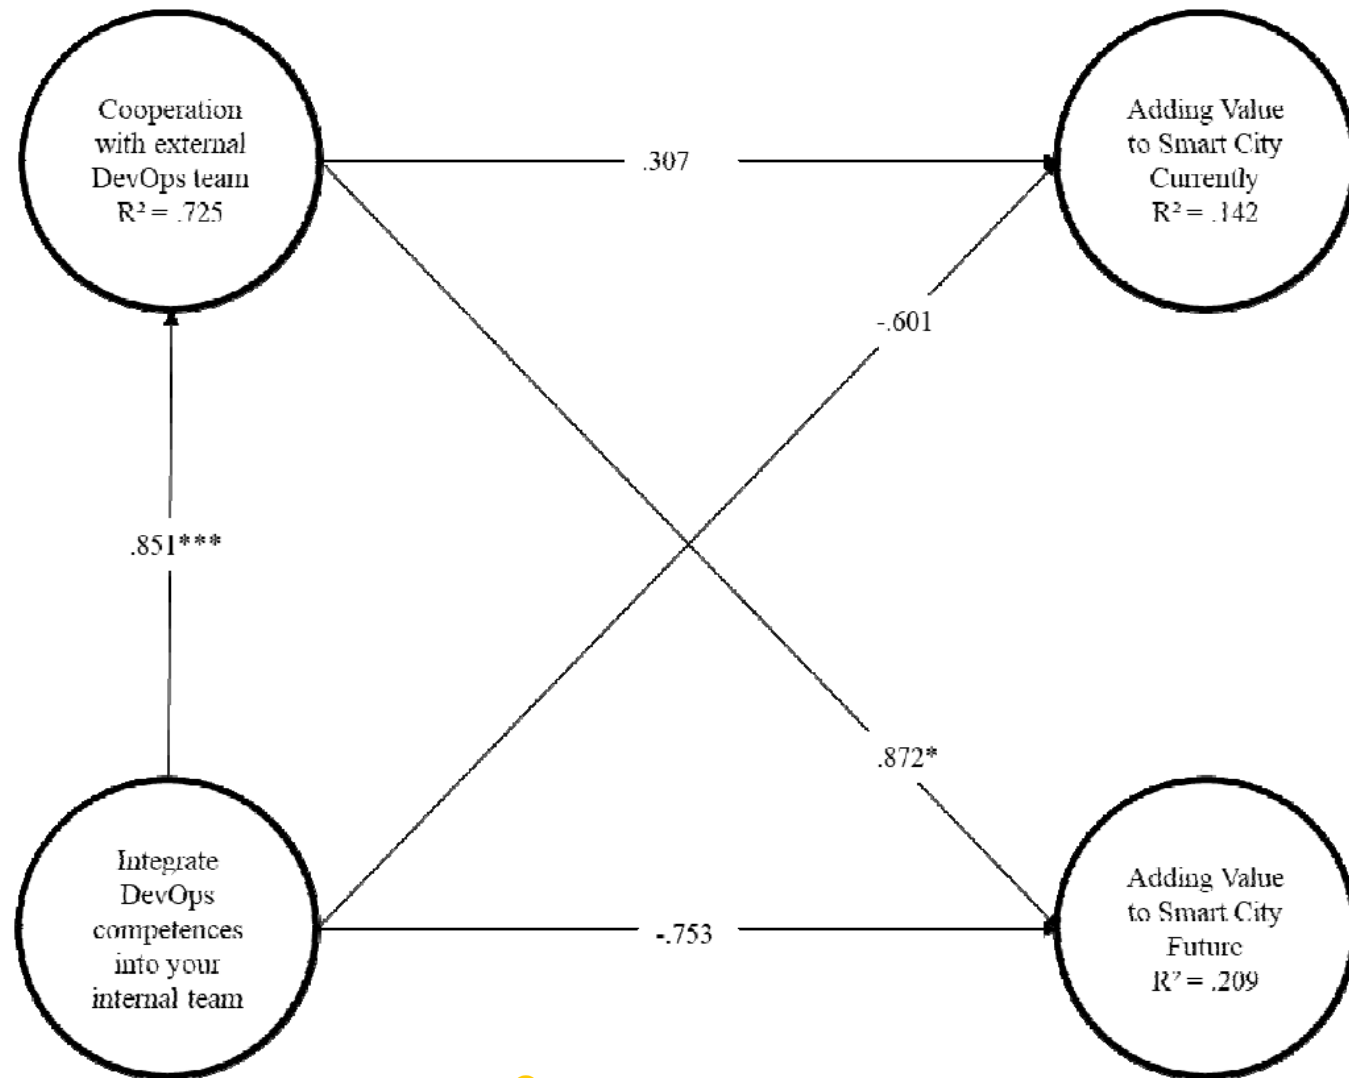 Cooperation
with external
DevOps team
R² = .725
.307
Adding Value
to Smart City
Currently
R² = .142
-.601
.851***
.872*
Integrate
DevOps
competences
into your
internal team
-.753
Adding Value
to Smart City
Future
R² = .209